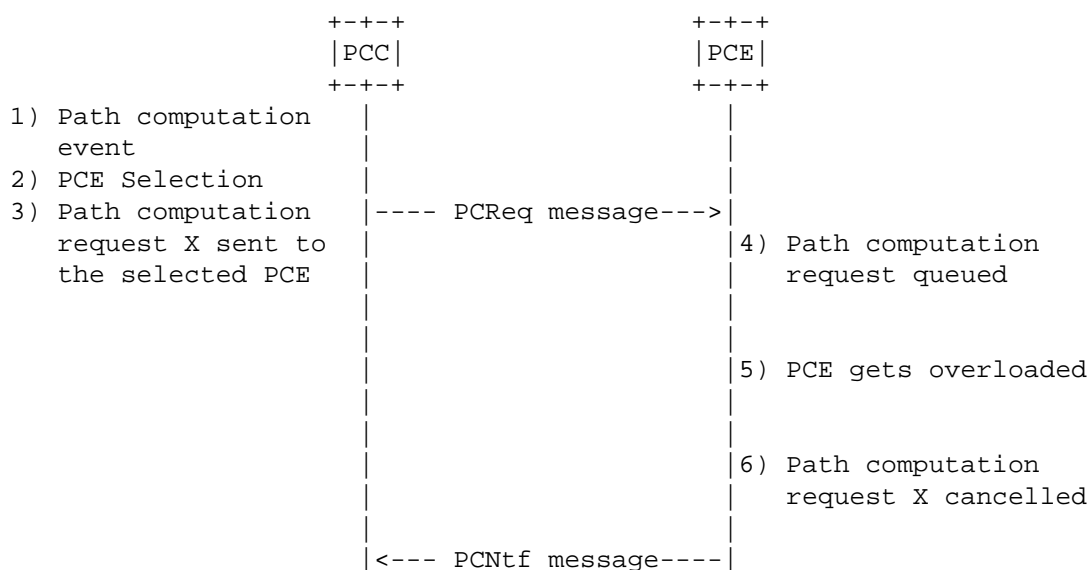 +-+-+ +-+-+
|PCC| |PCE|
+-+-+ +-+-+
1) Path computation | |
event | |
2) PCE Selection | |
3) Path computation |---- PCReq message--->|
request X sent to | |4) Path computation
the selected PCE | | request queued
| |
| |
| |5) PCE gets overloaded
| |
| |
| |6) Path computation
| | request X cancelled
| |
|<--- PCNtf message----|